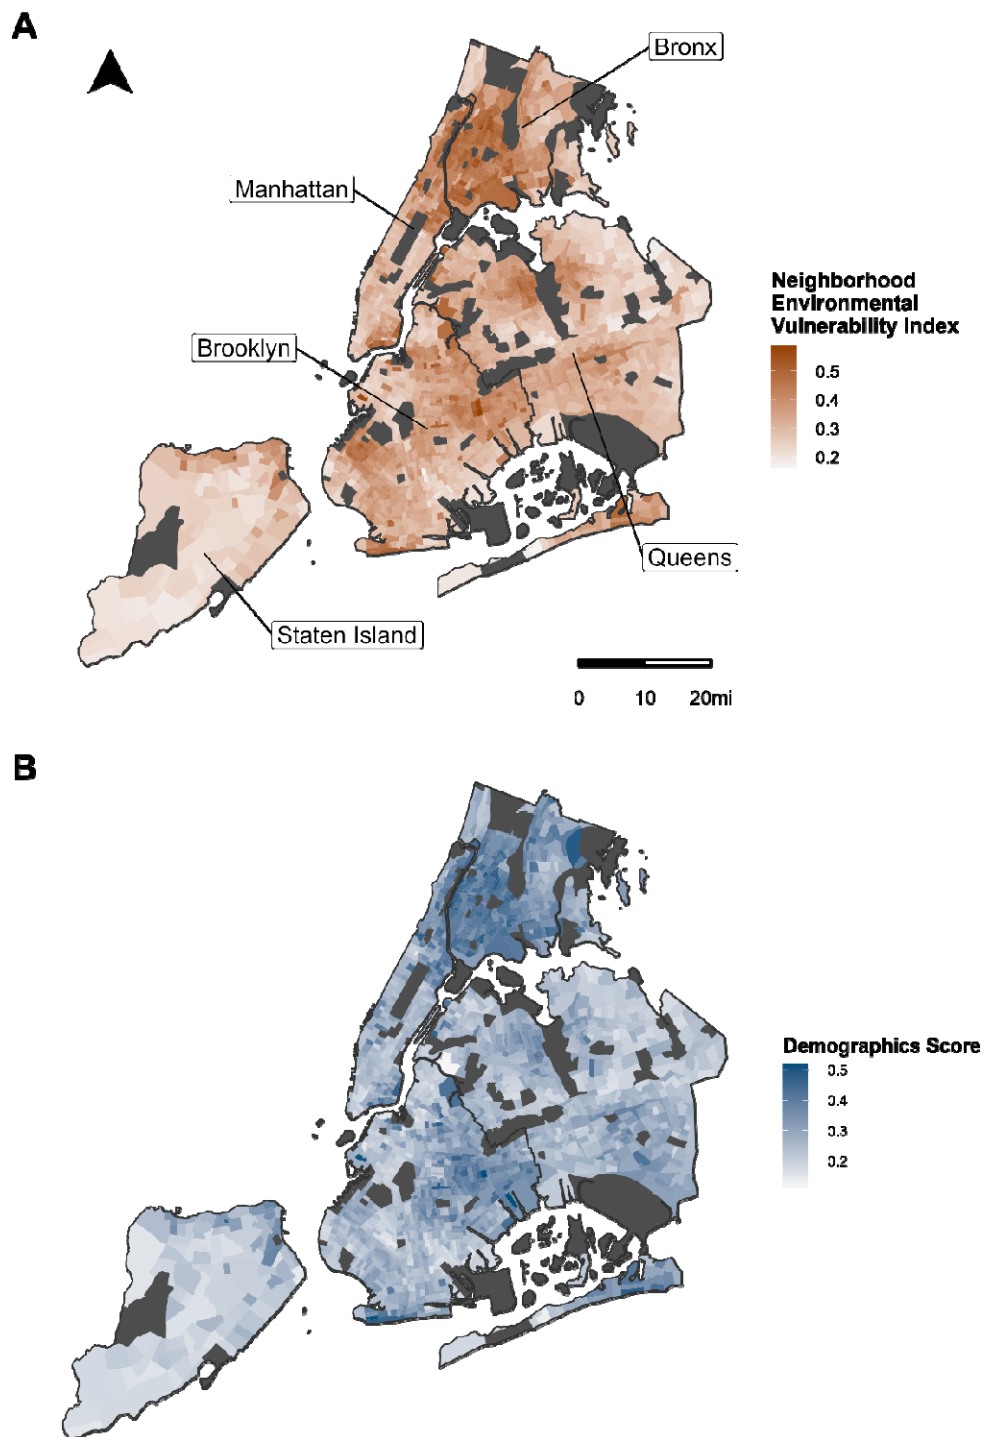 A
Bronx
Manhattan
Neighborhood
Environmental
Vulnerability Index
0.5
0.4
0.3
0.2
Brooklyn
Queens
Staten Island
0 10 20mi
B
Demographics Score
0.5
0.4
0.3
0.2